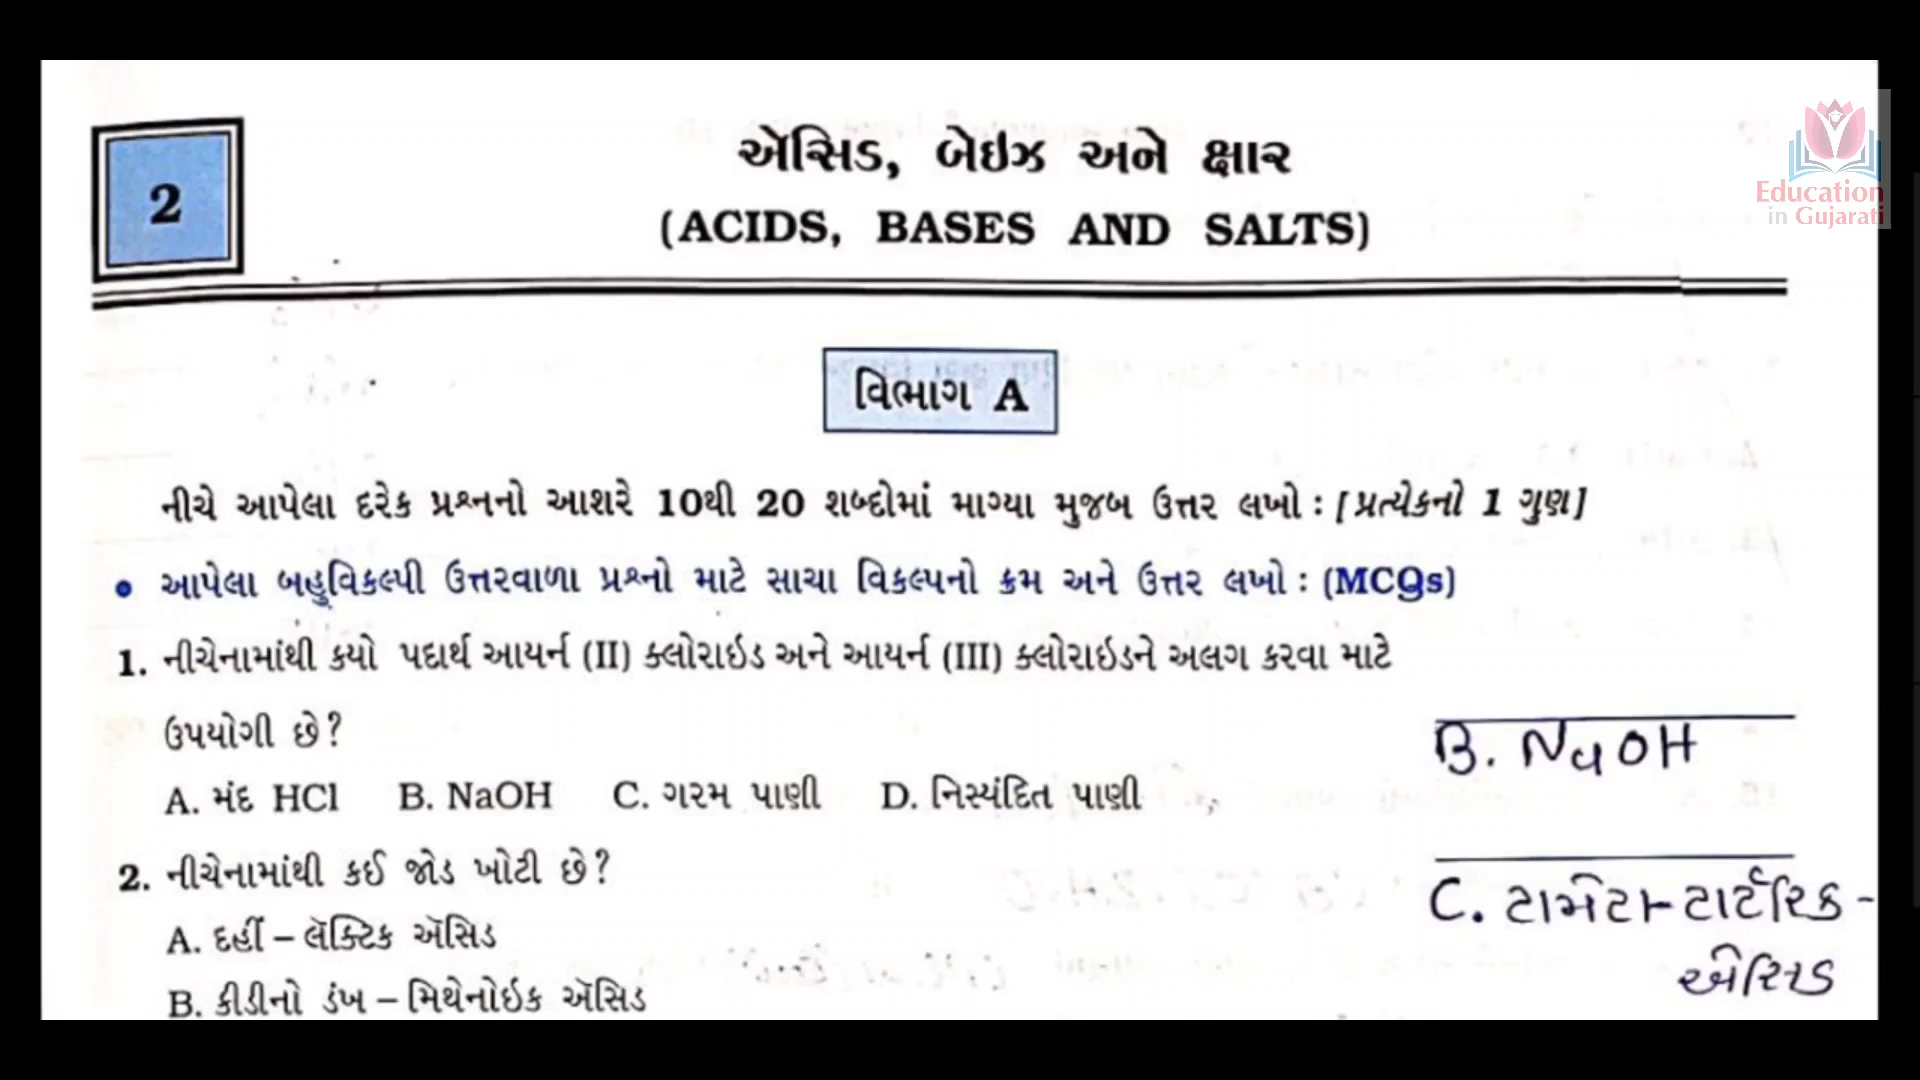 Education
in Gujarati
2
ઍસિડ, બેઇઝ અને ક્ષાર
(ACIDS, BASES AND SALTS)
વિભાગ A
નીચે આપેલા દરેક પ્રશ્નનો આશરે 10થી 20 શબ્દોમાં માગ્યા મુજબ ઉત્તર લખો : [પ્રત્યેકનો 1 ગુણ]
• આપેલા બહુવિકલ્પી ઉત્તરવાળા પ્રશ્નો માટે સાચા વિકલ્પનો ક્રમ અને ઉત્તર લખો : (MCQs)
1. નીચેનામાંથી કયો પદાર્થ આયર્ન (II) ક્લોરાઇડ અને આયર્ન (III) ક્લોરાઇડને અલગ કરવા માટે
ઉપયોગી છે?
B. NaOH
A. મંદ HCl B. NaOH C. ગરમ પાણી D. નિસ્યંદિત પાણી
2. નીચેનામાંથી કઈ જોડ ખોટી છે?
C. ટામેટા-ટાર્ટરિક-
એસિડ
A. દહીં – લૅક્ટિક ઍસિડ
B. કીડીનો ડંખ – મિથેનોઇક ઍસિડ